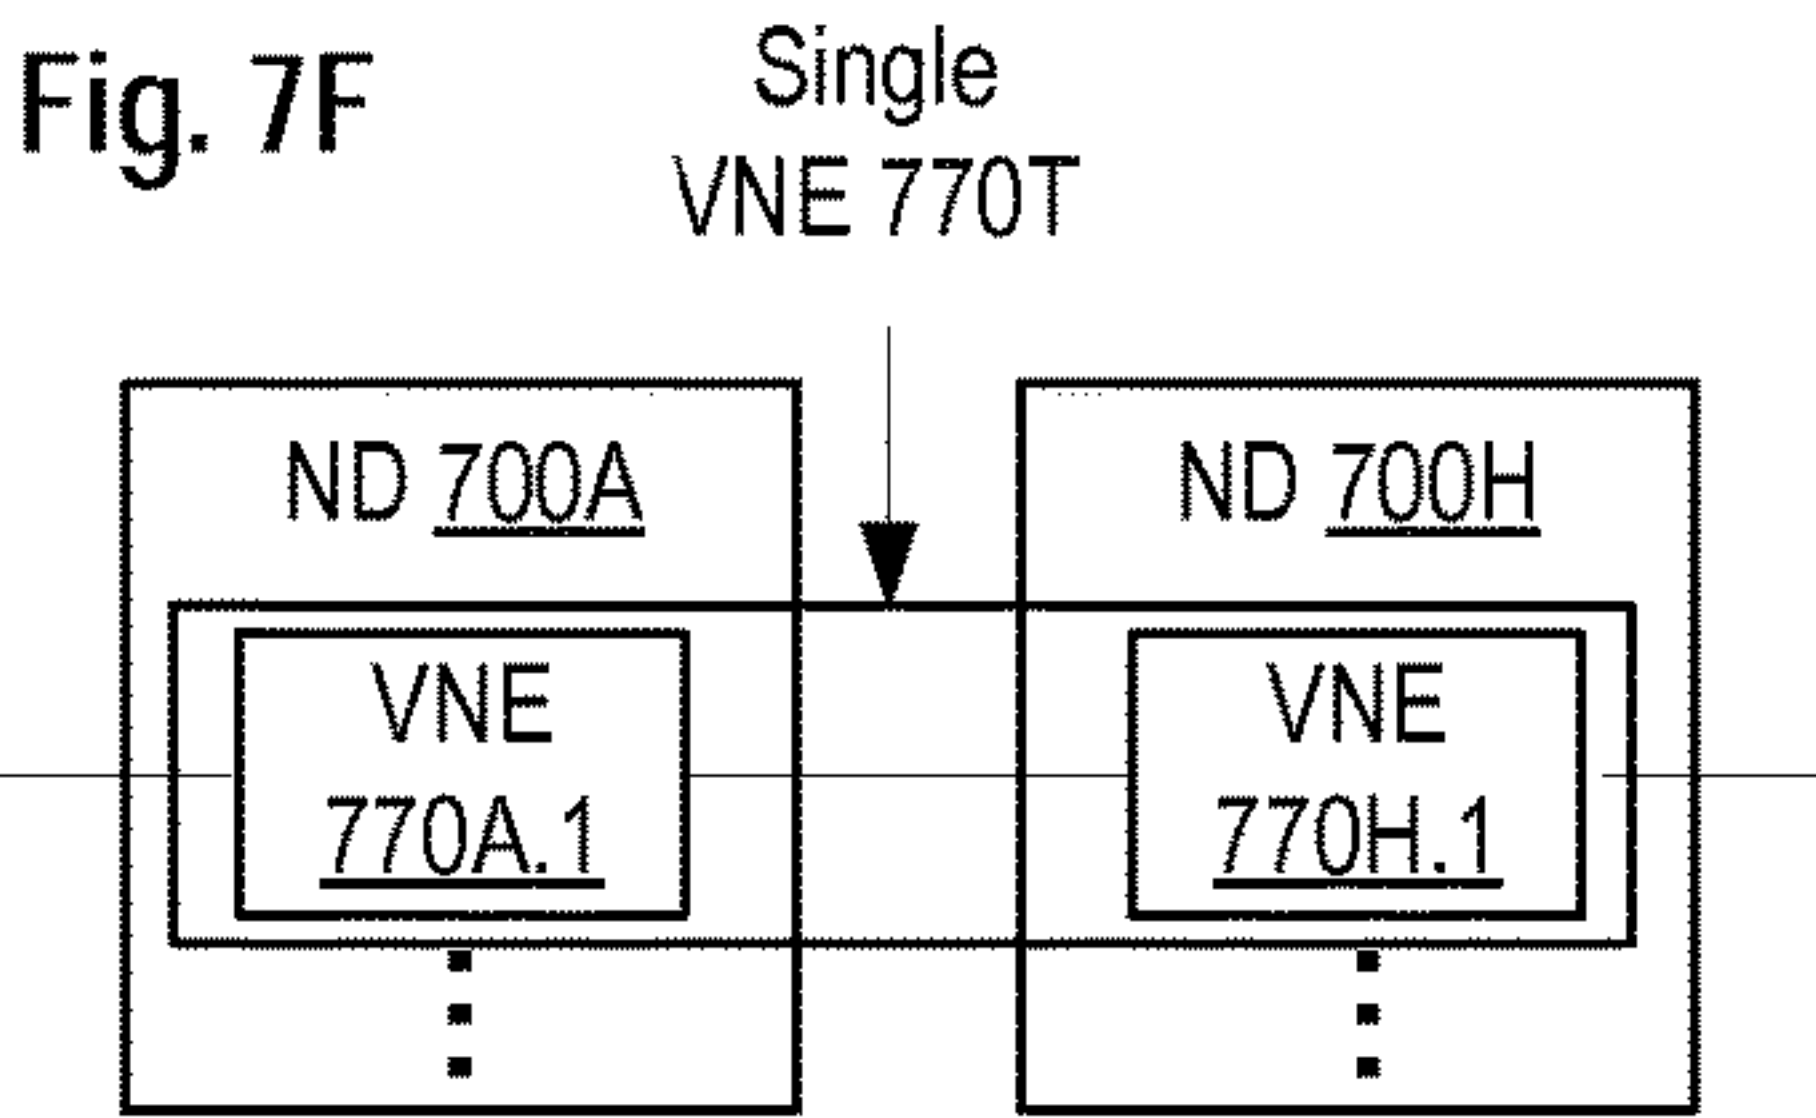 Fig. 7F
Single
VNE 770T
ND 700A
ND 700H
VNE
770A.1
VNE
770H.1